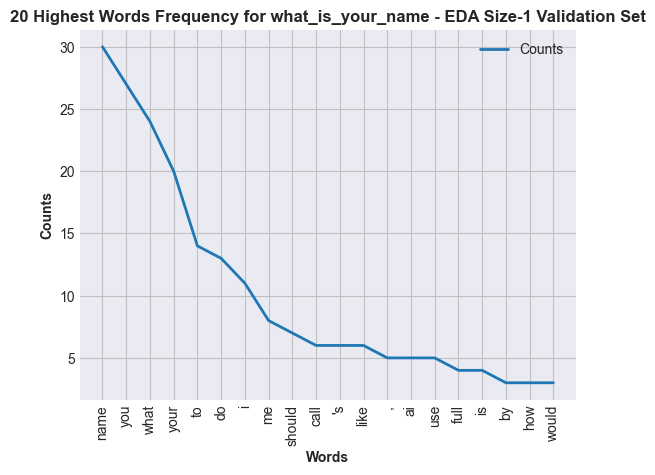 20 Highest Words Frequency for what_is_your_name - EDA Size-1 Validation Set
Counts
30
25
20
15
10
5
Counts
name
you
what
your
to
do
i
me
should
call
's
like
,
ai
use
full
is
by
how
would
Words